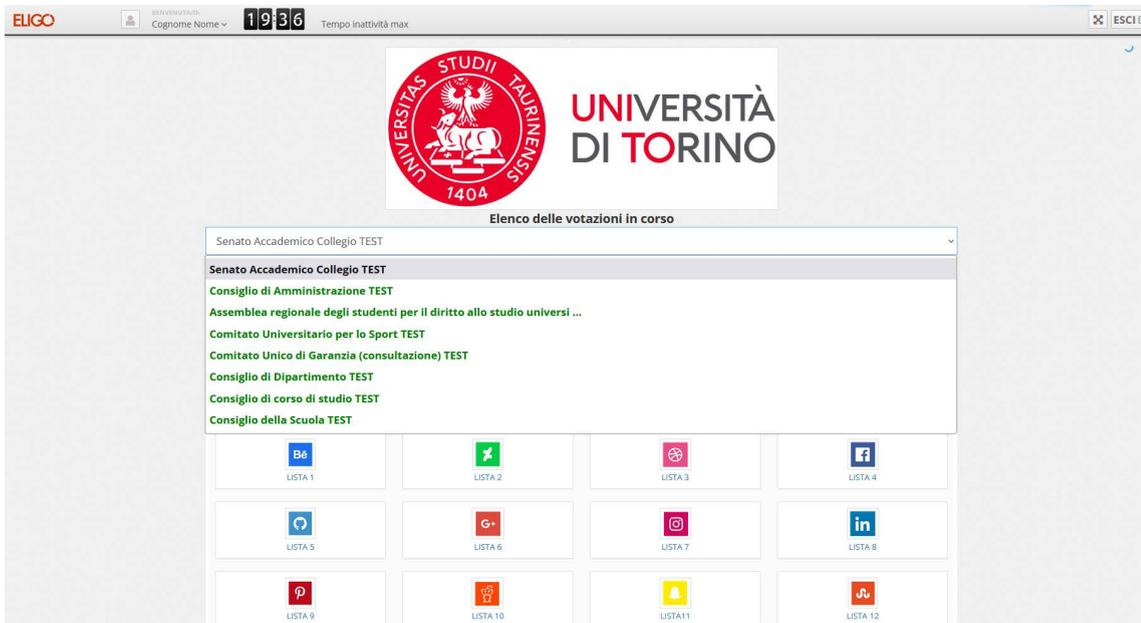 ELIGO
BENVENUTA/O:
Cognome Nome
19 36
Tempo inattività max
ESCI
UNIVERSITAS STUDII TAURINENSIS
1404
UNIVERSITÀ
DI TORINO
Elenco delle votazioni in corso
Senato Accademico Collegio TEST
Senato Accademico Collegio TEST
Consiglio di Amministrazione TEST
Assemblea regionale degli studenti per il diritto allo studio universi ...
Comitato Universitario per lo Sport TEST
Comitato Unico di Garanzia (consultazione) TEST
Consiglio di Dipartimento TEST
Consiglio di corso di studio TEST
Consiglio della Scuola TEST
Bē
LISTA 1
LISTA 2
LISTA 3
LISTA 4
LISTA 5
G+
LISTA 6
LISTA 7
in
LISTA 8
LISTA 9
LISTA 10
LISTA11
LISTA 12